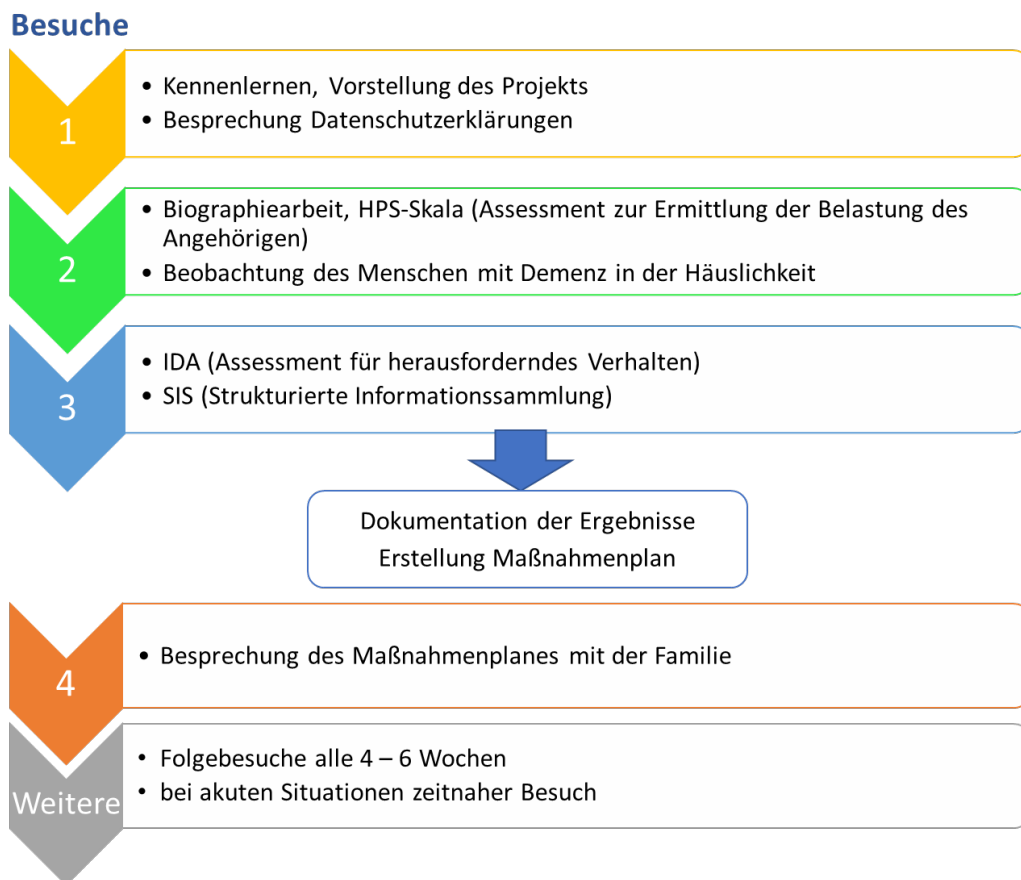 Besuche
1
• Kennenlernen, Vorstellung des Projekts
• Besprechung Datenschutzerklärungen
2
• Biographiearbeit, HPS-Skala (Assessment zur Ermittlung der Belastung des
Angehörigen)
• Beobachtung des Menschen mit Demenz in der Häuslichkeit
3
• IDA (Assessment für herausforderndes Verhalten)
• SIS (Strukturierte Informationssammlung)
Dokumentation der Ergebnisse
Erstellung Maßnahmenplan
4
• Besprechung des Maßnahmenplanes mit der Familie
Weitere
• Folgebesuche alle 4 – 6 Wochen
• bei akuten Situationen zeitnaher Besuch